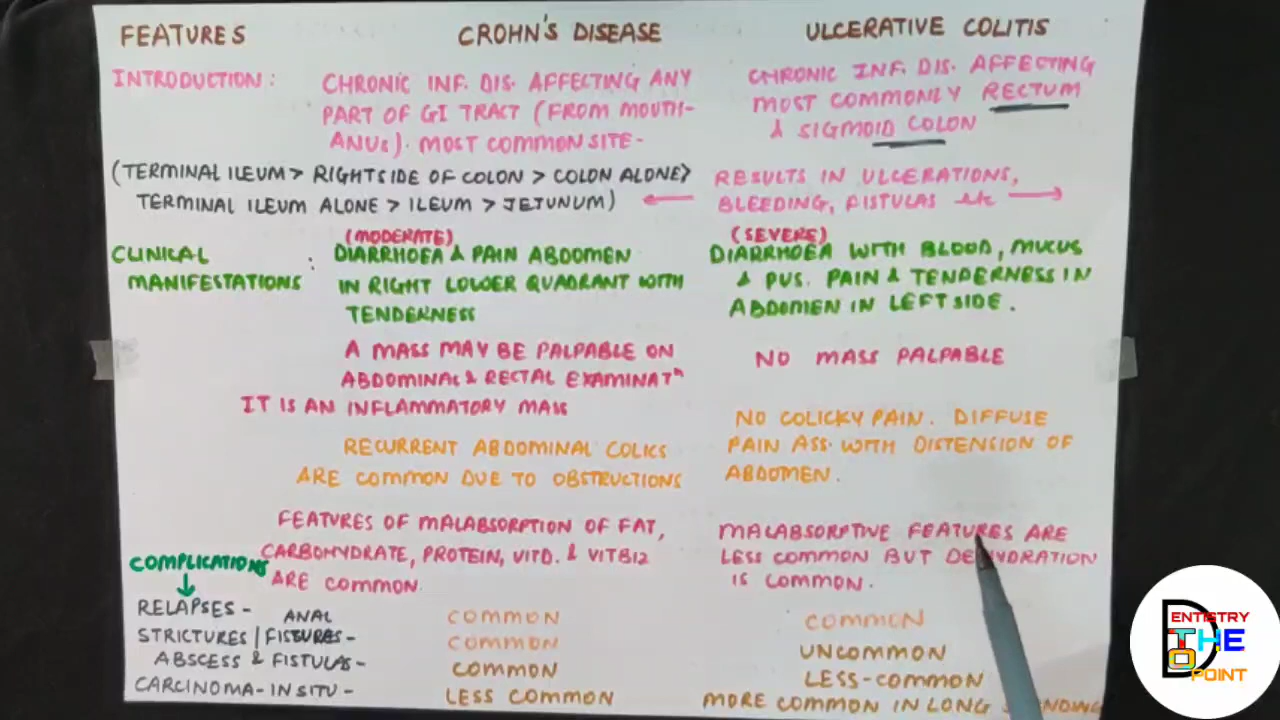 FEATURES CROHN'S DISEASE ULCERATIVE COLITIS
INTRODUCTION: CHRONIC INF. DIS. AFFECTING ANY
PART OF GI TRACT (FROM MOUTH-
ANUS). MOST COMMON SITE-
(TERMINAL ILEUM > RIGHTSIDE OF COLON > COLON ALONE>
TERMINAL ILEUM ALONE > ILEUM > JEJUNUM) ←
CHRONIC INF. DIS. AFFECTING
MOST COMMONLY RECTUM
& SIGMOID COLON
RESULTS IN ULCERATIONS,
BLEEDING, FISTULAS etc →
CLINICAL
MANIFESTATIONS :
(MODERATE)
DIARRHOEA & PAIN ABDOMEN
IN RIGHT LOWER QUADRANT WITH
TENDERNESS
(SEVERE)
DIARRHOEA WITH BLOOD, MUCUS
& PUS. PAIN & TENDERNESS IN
ABDOMEN IN LEFT SIDE.
A MASS MAY BE PALPABLE ON
ABDOMINAL & RECTAL EXAMINATⁿ
IT IS AN INFLAMMATORY MASS
NO MASS PALPABLE
RECURRENT ABDOMINAL COLICS
ARE COMMON DUE TO OBSTRUCTIONS
NO COLICKY PAIN. DIFFUSE
PAIN ASS. WITH DISTENSION OF
ABDOMEN.
FEATURES OF MALABSORPTION OF FAT,
CARBOHYDRATE, PROTEIN, VIT D. & VIT B12
ARE COMMON.
MALABSORPTIVE FEATURES ARE
LESS COMMON BUT DEHYDRATION
IS COMMON.
COMPLICATIONS
↓
RELAPSES - COMMON COMMON
ANAL
STRICTURES / FISSURES - COMMON UNCOMMON
ABSCESS & FISTULAS - COMMON LESS-COMMON
CARCINOMA-IN SITU - LESS COMMON MORE COMMON IN LONG
DENTISTRY
THE
TO
POINT